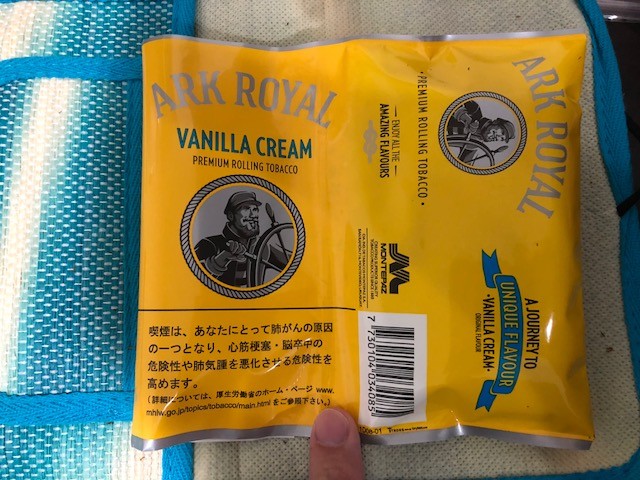 ARK ROYAL
VANILLA CREAM
PREMIUM ROLLING TOBACCO
喫煙は、あなたにとって肺がんの原因
の一つとなり、心筋梗塞・脳卒中の
危険性や肺気腫を悪化させる危険性を
高めます。
(詳細については、厚生労働省のホーム・ページ www.
mhlw.go.jp/topics/tobacco/main.html をご参照下さい。)
• PREMIUM ROLLING TOBACCO •
ENJOY ALL THE
AMAZING FLAVOURS
MONTEPAZ
7 730104 034085
ARK ROYAL
A JOURNEY TO
UNIQUE FLAVOUR
• VANILLA CREAM •
ORIGINAL FLAVOUR